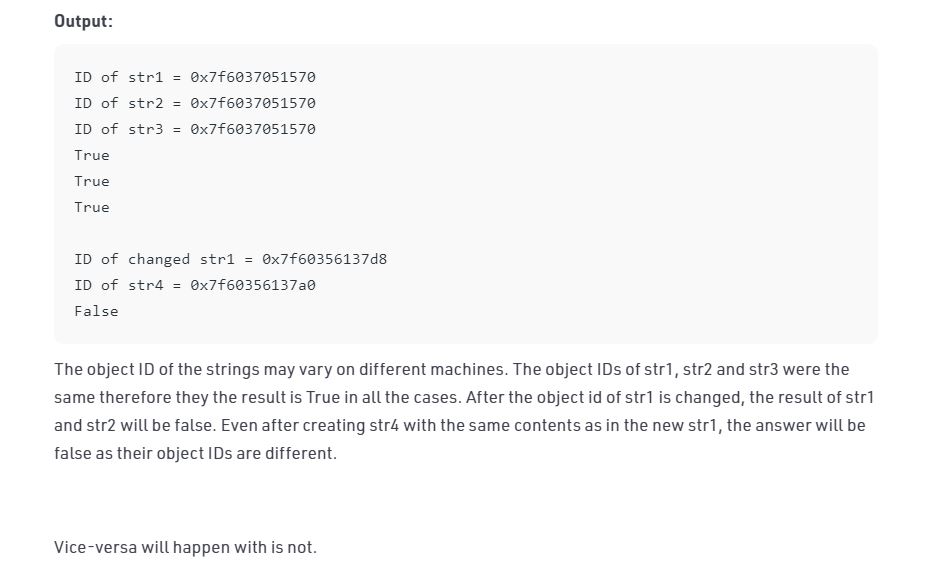 Output:
ID of str1 = 0x7f6037051570
ID of str2 = 0x7f6037051570
ID of str3 = 0x7f6037051570
True
True
True
ID of changed str1 = 0x7f60356137d8
ID of str4 = 0x7f60356137a0
False
The object ID of the strings may vary on different machines. The object IDs of str1, str2 and str3 were the
same therefore they the result is True in all the cases. After the object id of str1 is changed, the result of str1
and str2 will be false. Even after creating str4 with the same contents as in the new str1, the answer will be
false as their object IDs are different.
Vice-versa will happen with is not.